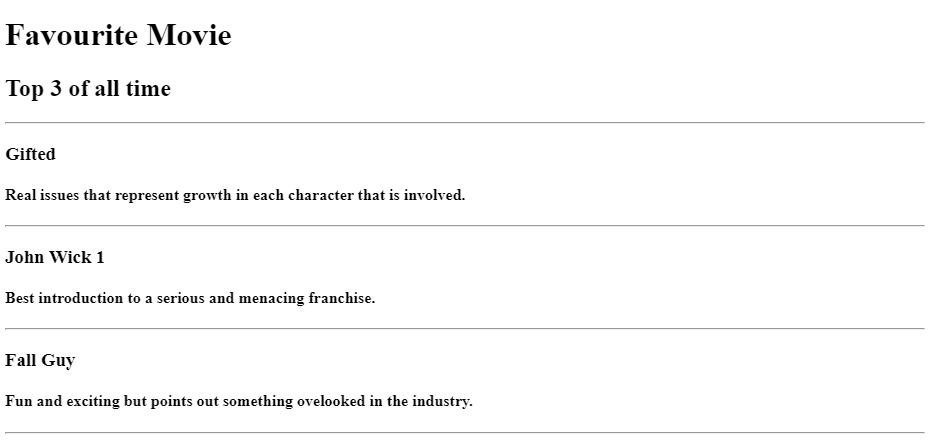 Favourite Movie
Top 3 of all time
Gifted
Real issues that represent growth in each character that is involved.
John Wick 1
Best introduction to a serious and menacing franchise.
Fall Guy
Fun and exciting but points out something ovelooked in the industry.